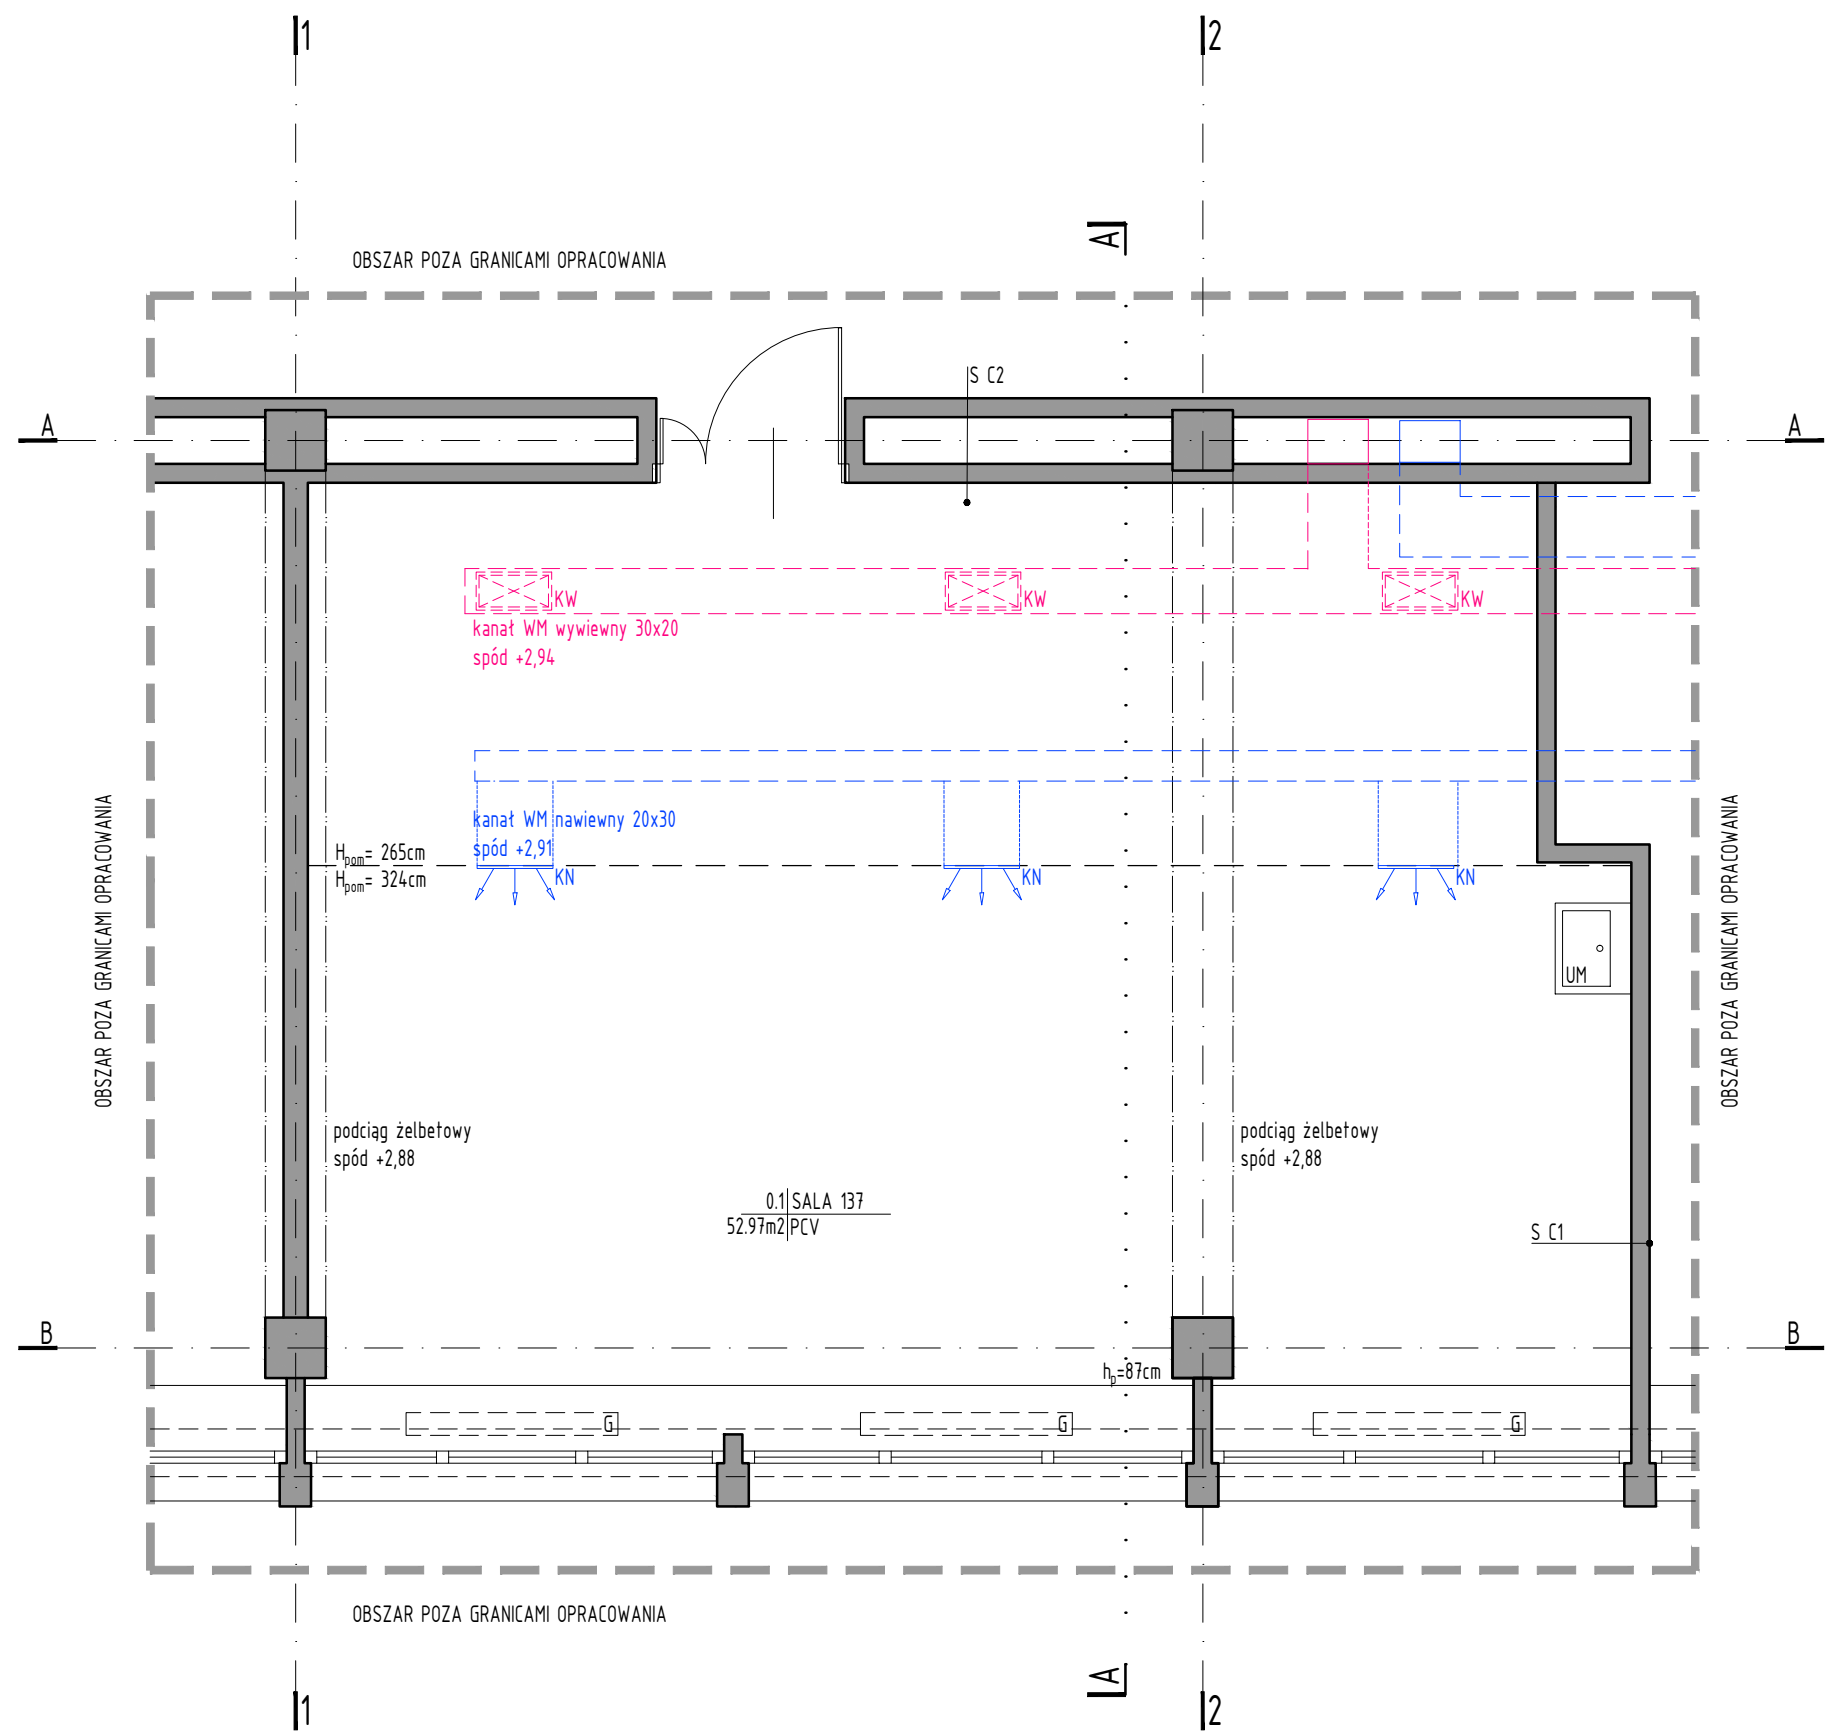 1
2
A
OBSZAR POZA GRANICAMI OPRACOWANIA
S C2
A
A
KW
KW
KW
kanał WM wywiewny 30x20
spód +2,94
kanał WM nawiewny 20x30
spód +2,91
H pom= 265cm
H pom= 324cm
KN
KN
KN
OBSZAR POZA GRANICAMI OPRACOWANIA
OBSZAR POZA GRANICAMI OPRACOWANIA
UM
podciąg żelbetowy
spód +2,88
podciąg żelbetowy
spód +2,88
0.1 SALA 137
52.97m2 PCV
S C1
B
B
hp=87cm
G
G
G
OBSZAR POZA GRANICAMI OPRACOWANIA
A
1
2